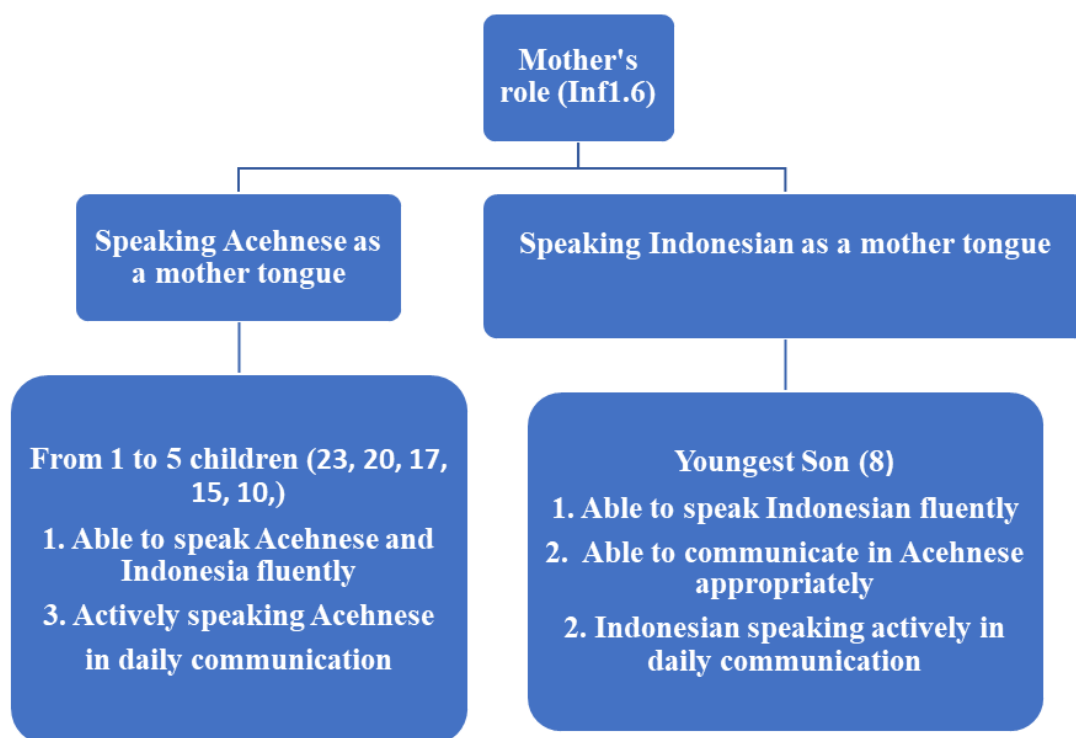 Mother's
role (Inf1.6)
Speaking Acehnese as
a mother tongue
Speaking Indonesian as a mother tongue
From 1 to 5 children (23, 20, 17,
15, 10,)
1. Able to speak Acehnese and
Indonesia fluently
3. Actively speaking Acehnese
in daily communication
Youngest Son (8)
1. Able to speak Indonesian fluently
2. Able to communicate in Acehnese
appropriately
2. Indonesian speaking actively in
daily communication